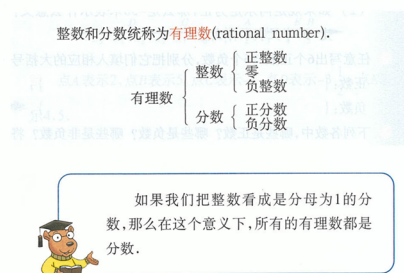 整数和分数统称为有理数(rational number).
正整数
整数 零
负整数
有理数
正分数
分数
负分数
如果我们把整数看成是分母为1的分
数,那么在这个意义下,所有的有理数都是
分数.